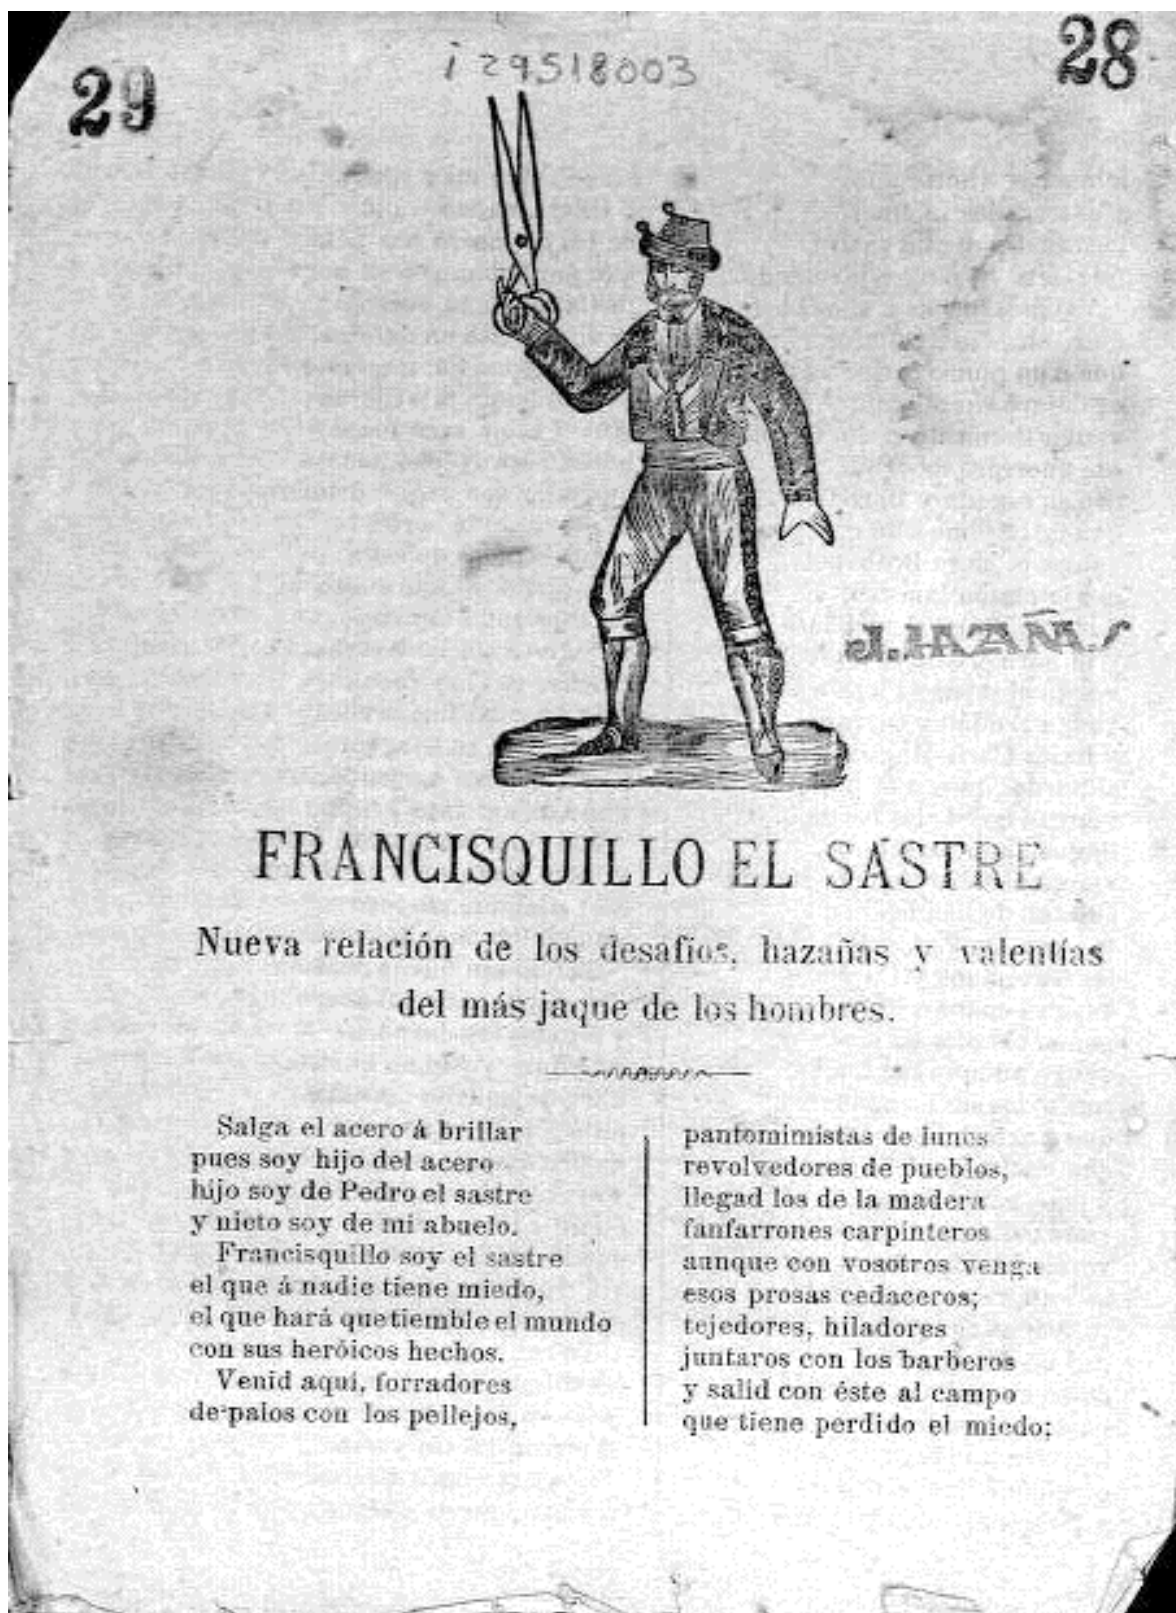 29
i 29518003
28
J. MAÑ
FRANCISQUILLO EL SASTRE
Nueva relación de los desafíos, hazañas y valentías
del más jaque de los hombres.
Salga el acero á brillar
pues soy hijo del acero
hijo soy de Pedro el sastre
y nieto soy de mi abuelo.
Francisquillo soy el sastre
el que á nadie tiene miedo,
el que hará que tiemble el mundo
con sus heróicos hechos.
Venid aquí, forradores
de palos con los pellejos,
pantomimistas de lunes
revolvedores de pueblos,
llegad los de la madera
fanfarrones carpinteros
aunque con vosotros venga
esos prosas cedaceros;
tejedores, hiladores
juntaros con los barberos
y salid con éste al campo
que tiene perdido el miedo;